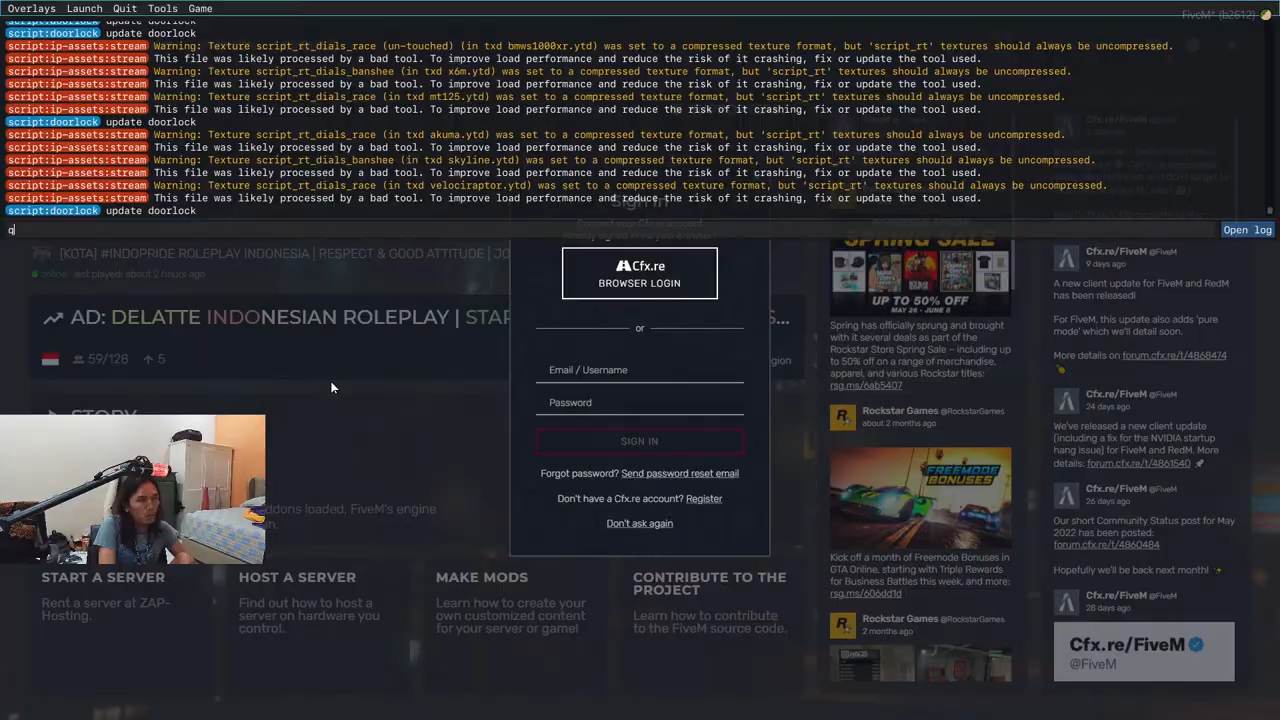 Overlays Launch Quit Tools Game
FiveM* (b2612)
script:doorlock update doorlock
script:doorlock update doorlock
script:ip-assets:stream Warning: Texture script_rt_dials_race (un-touched) (in txd bmws1000xr.ytd) was set to a compressed texture format, but 'script_rt' textures should always be uncompressed.
script:ip-assets:stream This file was likely processed by a bad tool. To improve load performance and reduce the risk of it crashing, fix or update the tool used.
script:ip-assets:stream Warning: Texture script_rt_dials_banshee (in txd x6m.ytd) was set to a compressed texture format, but 'script_rt' textures should always be uncompressed.
script:ip-assets:stream This file was likely processed by a bad tool. To improve load performance and reduce the risk of it crashing, fix or update the tool used.
script:ip-assets:stream Warning: Texture script_rt_dials_race (in txd mt125.ytd) was set to a compressed texture format, but 'script_rt' textures should always be uncompressed.
script:ip-assets:stream This file was likely processed by a bad tool. To improve load performance and reduce the risk of it crashing, fix or update the tool used.
script:doorlock update doorlock
script:ip-assets:stream Warning: Texture script_rt_dials_race (in txd akuma.ytd) was set to a compressed texture format, but 'script_rt' textures should always be uncompressed.
script:ip-assets:stream This file was likely processed by a bad tool. To improve load performance and reduce the risk of it crashing, fix or update the tool used.
script:ip-assets:stream Warning: Texture script_rt_dials_banshee (in txd skyline.ytd) was set to a compressed texture format, but 'script_rt' textures should always be uncompressed.
script:ip-assets:stream This file was likely processed by a bad tool. To improve load performance and reduce the risk of it crashing, fix or update the tool used.
script:ip-assets:stream Warning: Texture script_rt_dials_race (in txd velociraptor.ytd) was set to a compressed texture format, but 'script_rt' textures should always be uncompressed.
script:ip-assets:stream This file was likely processed by a bad tool. To improve load performance and reduce the risk of it crashing, fix or update the tool used.
script:doorlock update doorlock
q
Open log
Sign in
[KOTA] #INDOPRIDE ROLEPLAY INDONESIA | RESPECT & GOOD ATTITUDE |
online last played: about 2 hours ago
AD: DELATTE INDONESIAN ROLEPLAY |
59/128 5
STORY
addons loaded, FiveM's engine
START A SERVER
Rent a server at ZAP-
Hosting.
HOST A SERVER
Find out how to host a
server on hardware you
control.
MAKE MODS
Learn how to create your
own customized content
for your server or game!
CONTRIBUTE TO THE
PROJECT
Learn how to contribute
to the FiveM source code.
Cfx.re
BROWSER LOGIN
or
Email / Username
Password
SIGN IN
Forgot password? Send password reset email
Don't have a Cfx.re account? Register
Don't ask again
SPRING SALE
UP TO 50% OFF
MAY 26 - JUNE 8
Spring has officially sprung and brought
with it several deals as part of the
Rockstar Store Spring Sale – including up
to 50% off on a range of merchandise,
apparel, and various Rockstar titles:
rsg.ms/6ab5407
Rockstar Games @RockstarGames
about 2 months ago
FREEMODE
BONUSES
Kick off a month of Freemode Bonuses in
GTA Online, starting with Triple Rewards
for Business Battles this week, and more:
rsg.ms/606dd1d
Rockstar Games @RockstarGames
2 months ago
Cfx.re/FiveM @FiveM
9 days ago
A new client update for FiveM and RedM
has been released!
For FiveM, this update also adds 'pure
mode' which we'll detail soon.
More details on forum.cfx.re/t/4868474
Cfx.re/FiveM @FiveM
24 days ago
We've released a new client update
(including a fix for the NVIDIA startup
hang issue) for FiveM and RedM. More
details: forum.cfx.re/t/4861540
Cfx.re/FiveM @FiveM
26 days ago
Our short Community Status post for May
2022 has been posted:
forum.cfx.re/t/4860484
Hopefully we'll be back next month!
Cfx.re/FiveM @FiveM
28 days ago
Cfx.re/FiveM
@FiveM